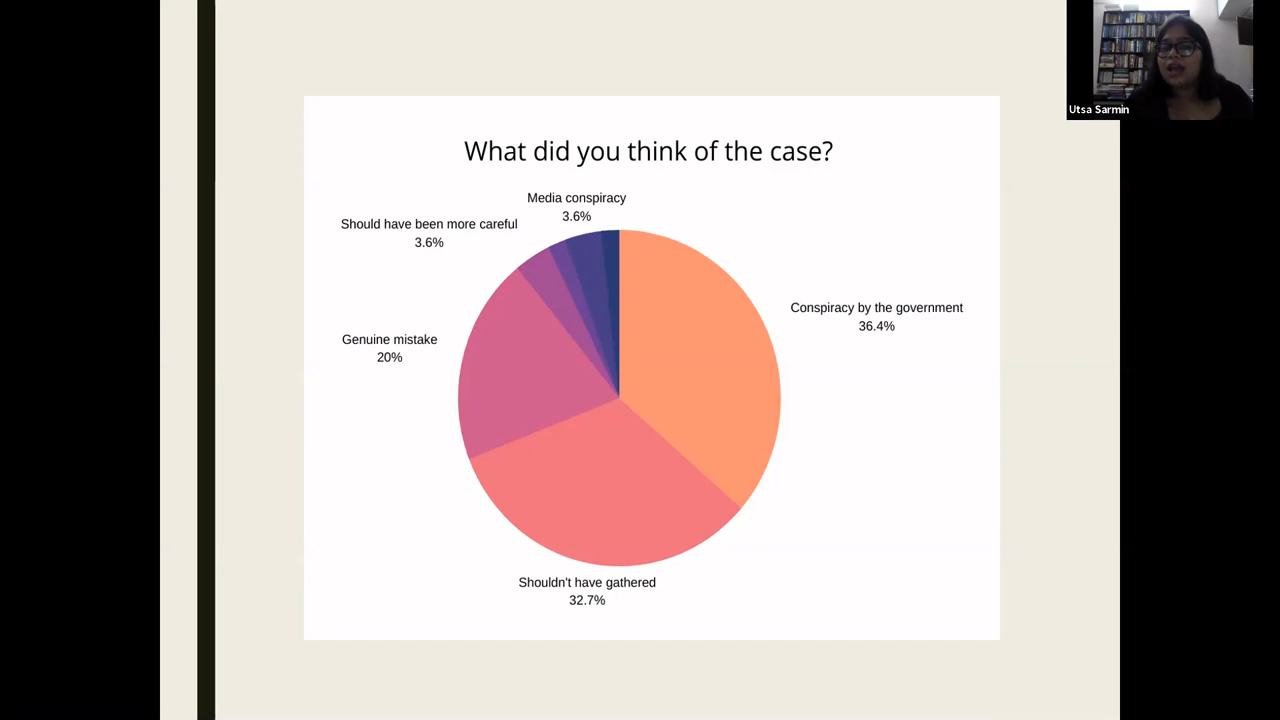 Utsa Sarmin
What did you think of the case?
Media conspiracy
3.6%
Should have been more careful
3.6%
Conspiracy by the government
36.4%
Genuine mistake
20%
Shouldn't have gathered
32.7%